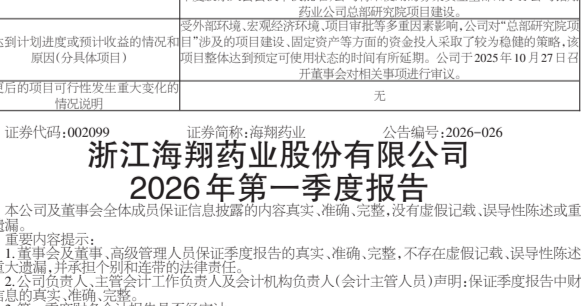 药业公司总部研究院项目建设。
达到计划进度或预计收益的情况和
原因(分具体项目)
受外部环境、宏观经济环境、项目审批等多重因素影响,公司对“总部研究院项
目”涉及的项目建设、固定资产等方面的资金投入采取了较为稳健的策略,该
项目整体达到预定可使用状态的时间有所延期。公司于2025年10月27日召
开董事会对相关事项进行审议。
更后的项目可行性发生重大变化的
情况说明
无
证券代码:002099 证券简称:海翔药业 公告编号:2026-026
浙江海翔药业股份有限公司
2026年第一季度报告
本公司及董事会全体成员保证信息披露的内容真实、准确、完整,没有虚假记载、误导性陈述或重
遗漏。
重要内容提示:
1.董事会及董事、高级管理人员保证季度报告的真实、准确、完整,不存在虚假记载、误导性陈述
重大遗漏,并承担个别和连带的法律责任。
2.公司负责人、主管会计工作负责人及会计机构负责人(会计主管人员)声明:保证季度报告中财
信息的真实、准确、完整。